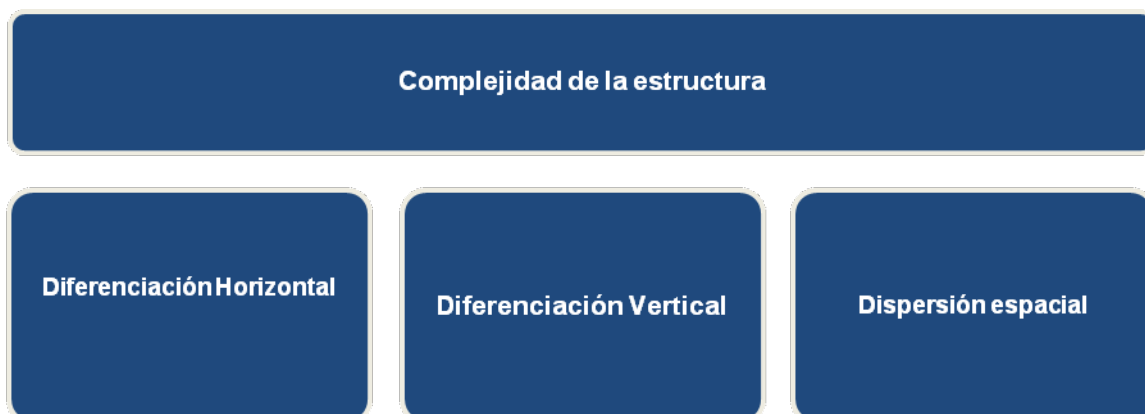 Complejidad de la estructura
Diferenciación Horizontal
Diferenciación Vertical
Dispersión espacial